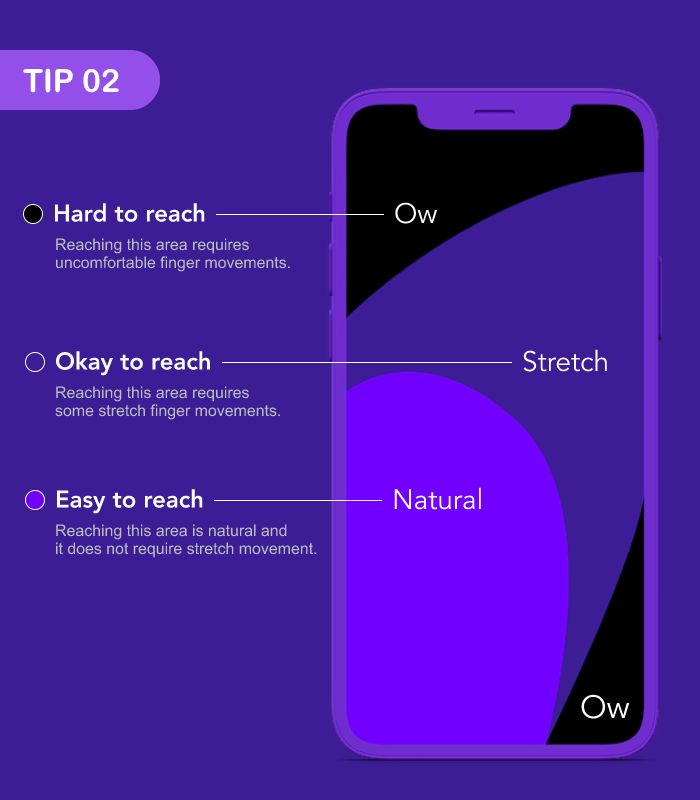 TIP 02
Hard to reach
Ow
Reaching this area requires
uncomfortable finger movements.
Okay to reach
Stretch
Reaching this area requires
some stretch finger movements.
Easy to reach
Natural
Reaching this area is natural and
it does not require stretch movement.
Ow